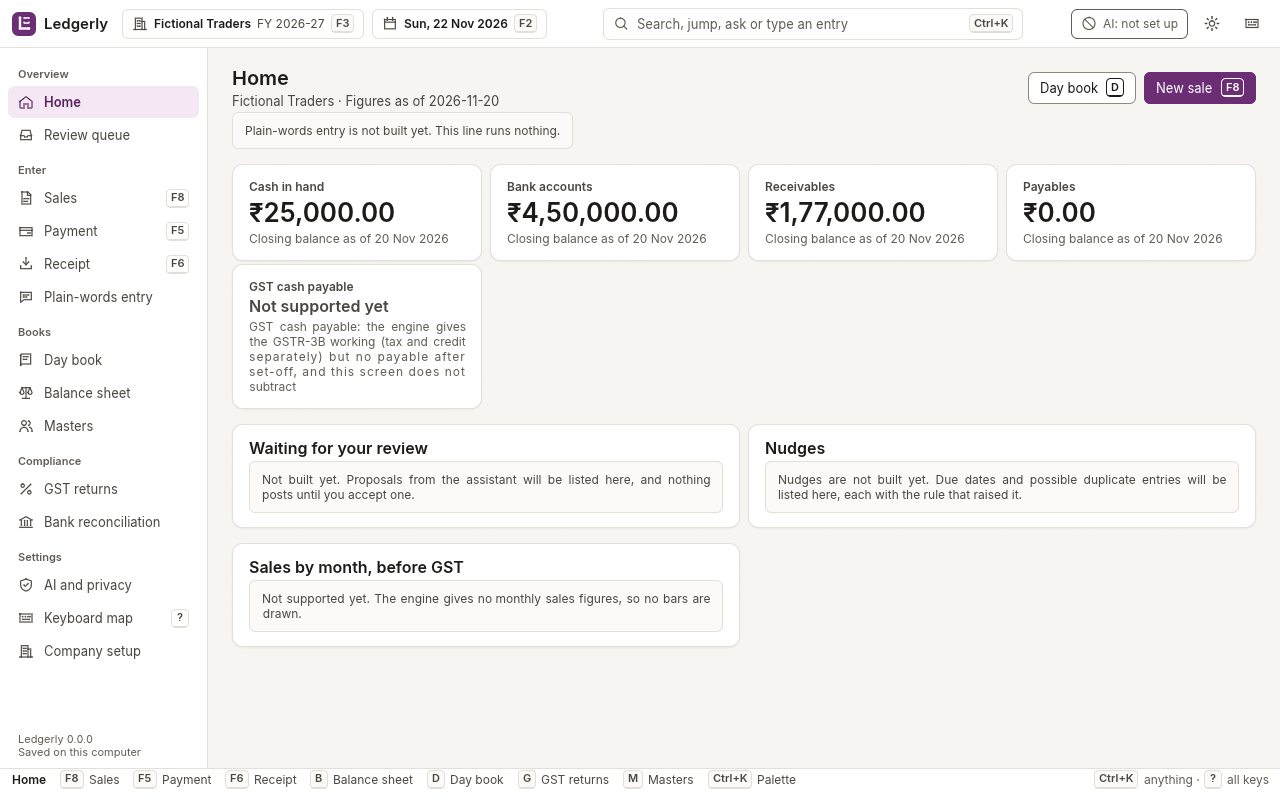 Ledgerly
Fictional Traders FY 2026-27 F3
Sun, 22 Nov 2026 F2
Search, jump, ask or type an entry Ctrl+K
AI: not set up
Overview
Home
Review queue
Enter
Sales F8
Payment F5
Receipt F6
Plain-words entry
Books
Day book
Balance sheet
Masters
Compliance
GST returns
Bank reconciliation
Settings
AI and privacy
Keyboard map ?
Company setup
Ledgerly 0.0.0
Saved on this computer
Home
Fictional Traders · Figures as of 2026-11-20
Day book D
New sale F8
Plain-words entry is not built yet. This line runs nothing.
Cash in hand
₹25,000.00
Closing balance as of 20 Nov 2026
Bank accounts
₹4,50,000.00
Closing balance as of 20 Nov 2026
Receivables
₹1,77,000.00
Closing balance as of 20 Nov 2026
Payables
₹0.00
Closing balance as of 20 Nov 2026
GST cash payable
Not supported yet
GST cash payable: the engine gives
the GSTR-3B working (tax and credit
separately) but no payable after
set-off, and this screen does not
subtract
Waiting for your review
Not built yet. Proposals from the assistant will be listed here, and nothing
posts until you accept one.
Nudges
Nudges are not built yet. Due dates and possible duplicate entries will be
listed here, each with the rule that raised it.
Sales by month, before GST
Not supported yet. The engine gives no monthly sales figures, so no bars are
drawn.
Home F8 Sales F5 Payment F6 Receipt B Balance sheet D Day book G GST returns M Masters Ctrl+K Palette Ctrl+K anything · ? all keys